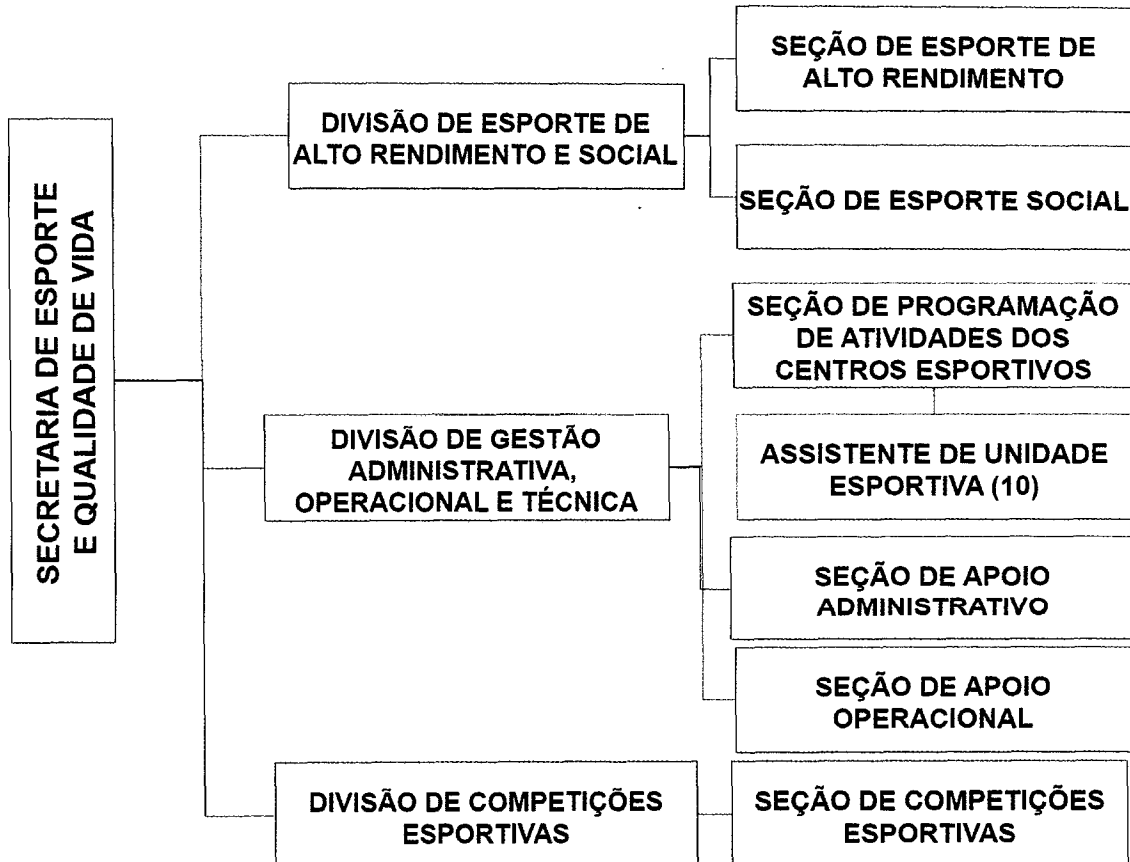 SECRETARIA DE ESPORTE
E QUALIDADE DE VIDA
DIVISÃO DE ESPORTE DE
ALTO RENDIMENTO E SOCIAL
SEÇÃO DE ESPORTE DE
ALTO RENDIMENTO
SEÇÃO DE ESPORTE SOCIAL
DIVISÃO DE GESTÃO
ADMINISTRATIVA,
OPERACIONAL E TÉCNICA
SEÇÃO DE PROGRAMAÇÃO
DE ATIVIDADES DOS
CENTROS ESPORTIVOS
ASSISTENTE DE UNIDADE
ESPORTIVA (10)
SEÇÃO DE APOIO
ADMINISTRATIVO
SEÇÃO DE APOIO
OPERACIONAL
DIVISÃO DE COMPETIÇÕES
ESPORTIVAS
SEÇÃO DE COMPETIÇÕES
ESPORTIVAS